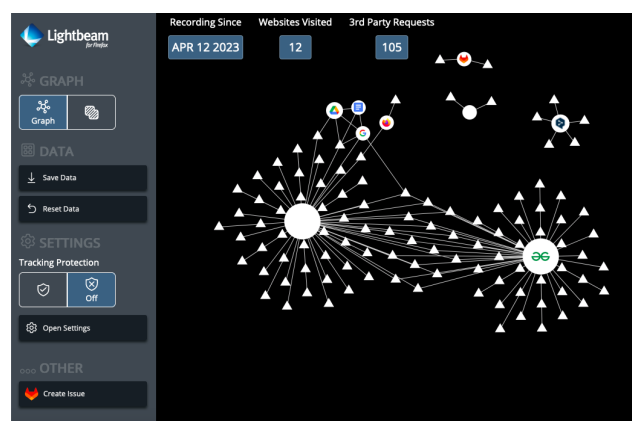 Lightbeam
for Firefox
Recording Since
Websites Visited
3rd Party Requests
APR 12 2023
12
105
GRAPH
Graph
DATA
Save Data
Reset Data
SETTINGS
Tracking Protection
Off
Open Settings
OTHER
Create Issue